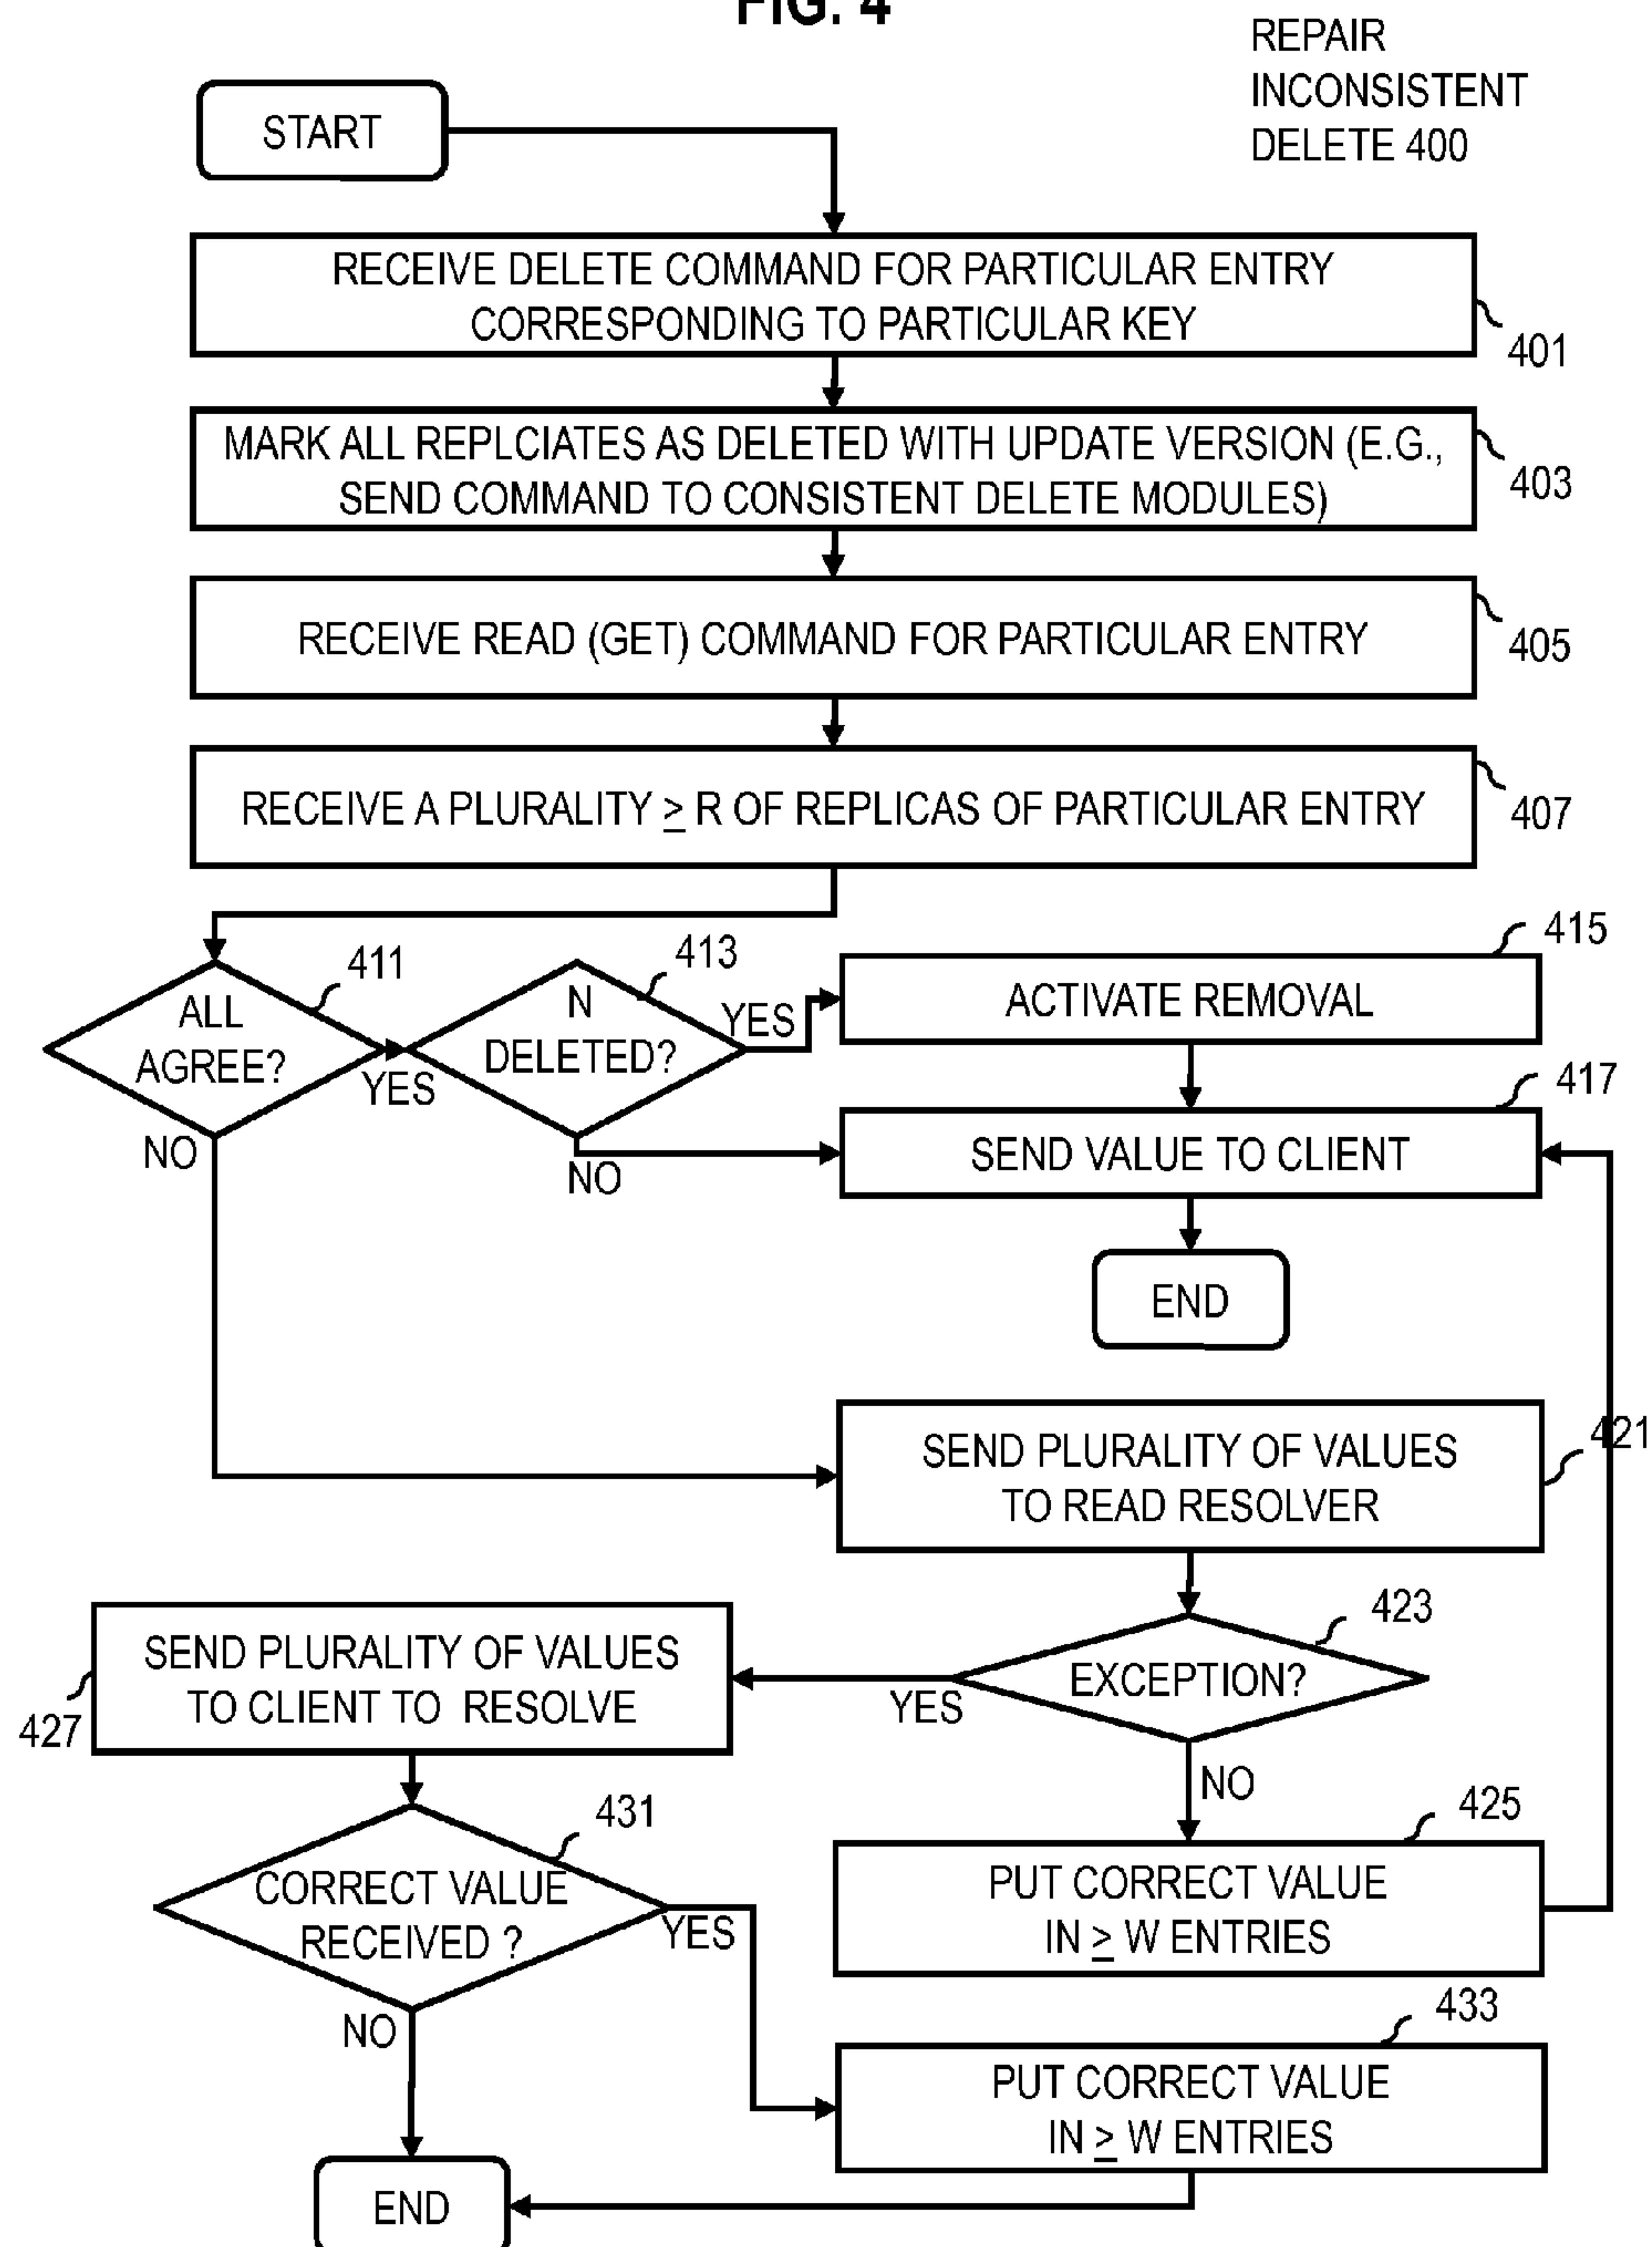 FIG. 4
REPAIR
INCONSISTENT
DELETE 400
START
RECEIVE DELETE COMMAND FOR PARTICULAR ENTRY
CORRESPONDING TO PARTICULAR KEY
401
MARK ALL REPLCIATES AS DELETED WITH UPDATE VERSION (E.G.,
SEND COMMAND TO CONSISTENT DELETE MODULES)
403
RECEIVE READ (GET) COMMAND FOR PARTICULAR ENTRY
405
RECEIVE A PLURALITY ≥ R OF REPLICAS OF PARTICULAR ENTRY
407
ALL
AGREE?
411
YES
NO
N
DELETED?
413
YES
NO
ACTIVATE REMOVAL
415
SEND VALUE TO CLIENT
417
END
SEND PLURALITY OF VALUES
TO READ RESOLVER
421
EXCEPTION?
423
YES
NO
SEND PLURALITY OF VALUES
TO CLIENT TO RESOLVE
427
PUT CORRECT VALUE
IN ≥ W ENTRIES
425
CORRECT VALUE
RECEIVED ?
431
YES
NO
PUT CORRECT VALUE
IN ≥ W ENTRIES
433
END